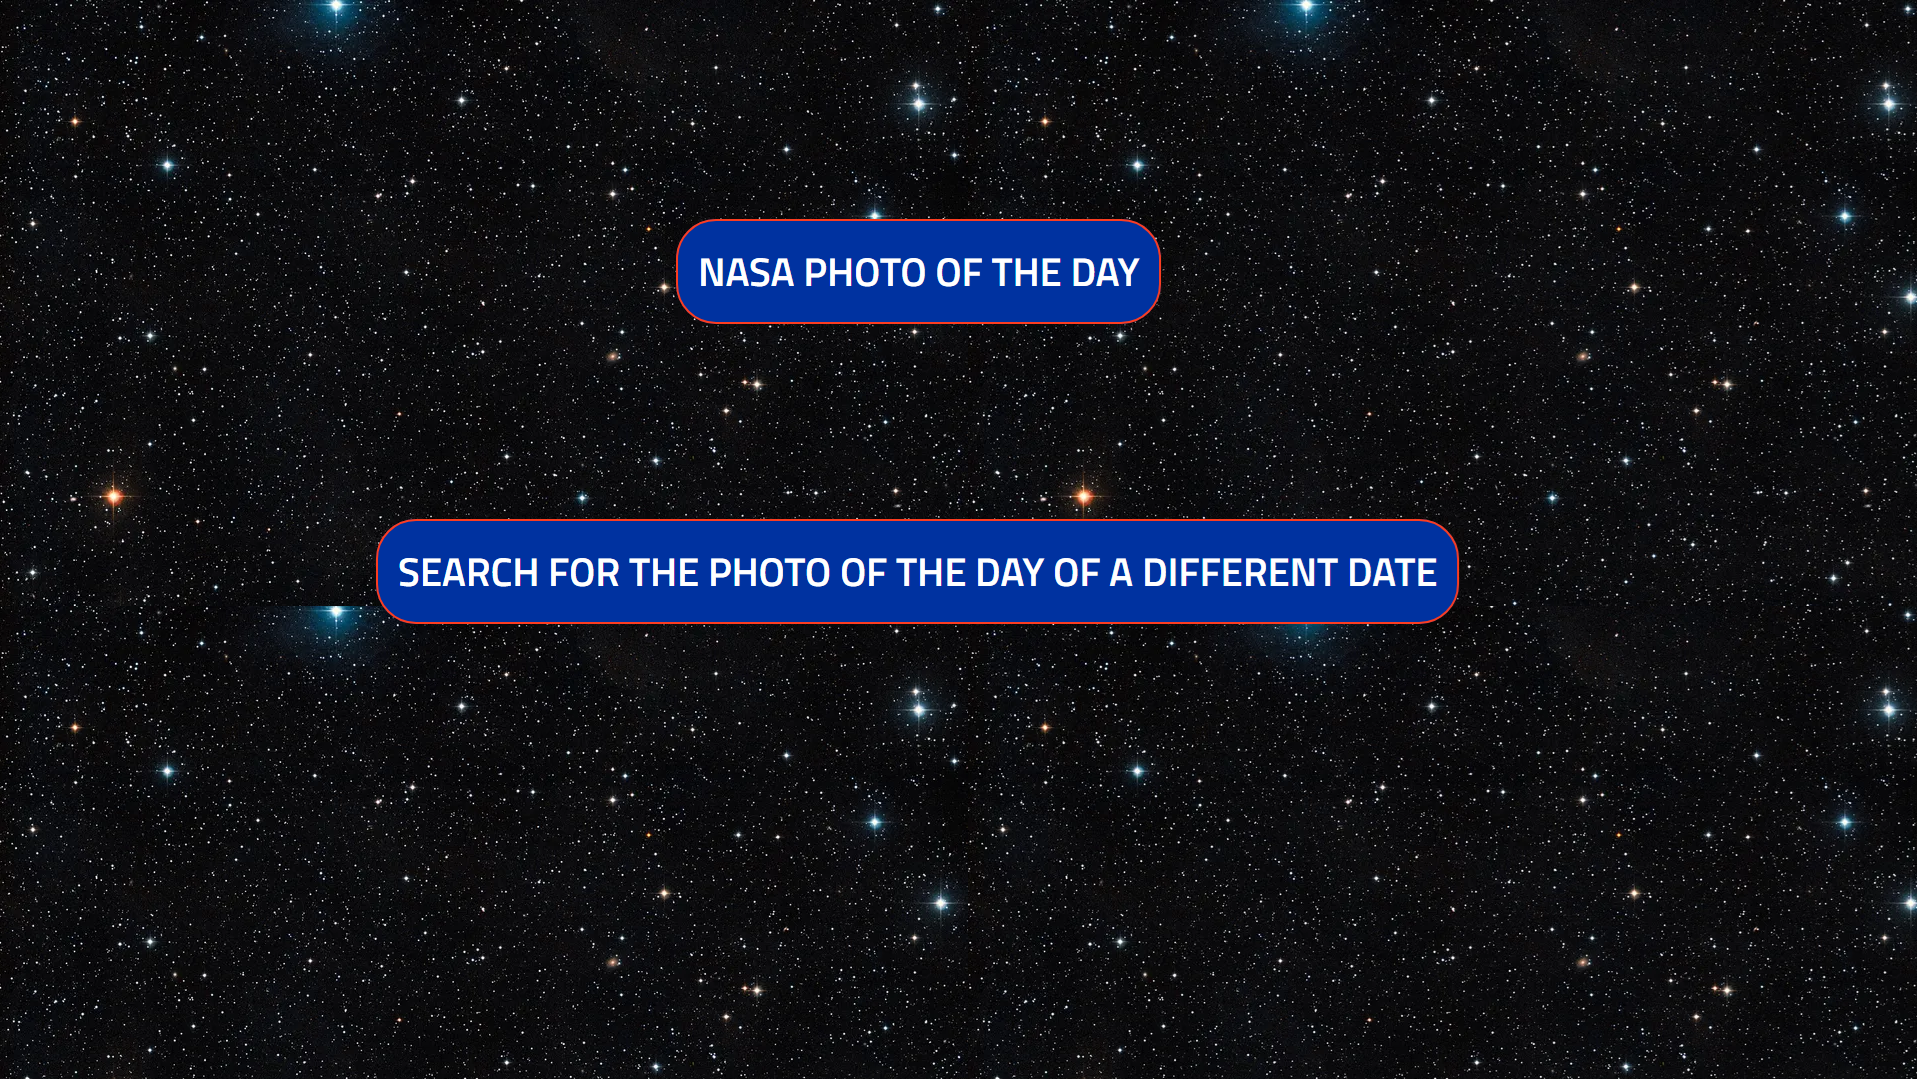 NASA PHOTO OF THE DAY
SEARCH FOR THE PHOTO OF THE DAY OF A DIFFERENT DATE